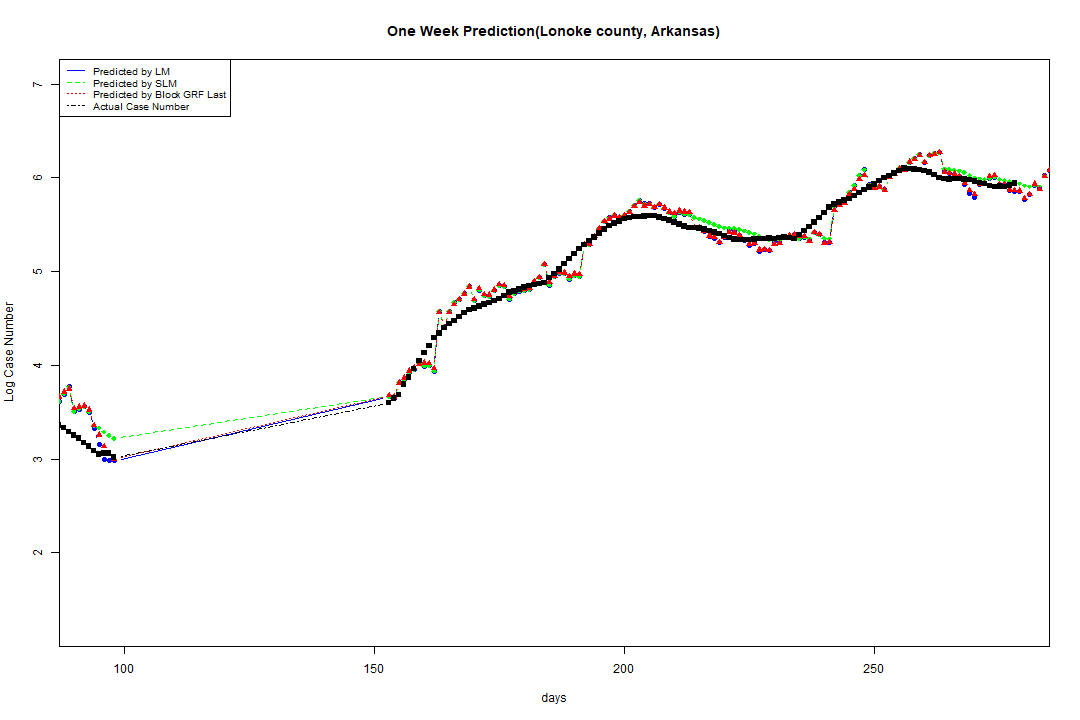 One Week Prediction(Lonoke county, Arkansas)
Predicted by LM
Predicted by SLM
Predicted by Block GRF Last
Actual Case Number
7
6
5
4
3
2
Log Case Number
100 150 200 250
days